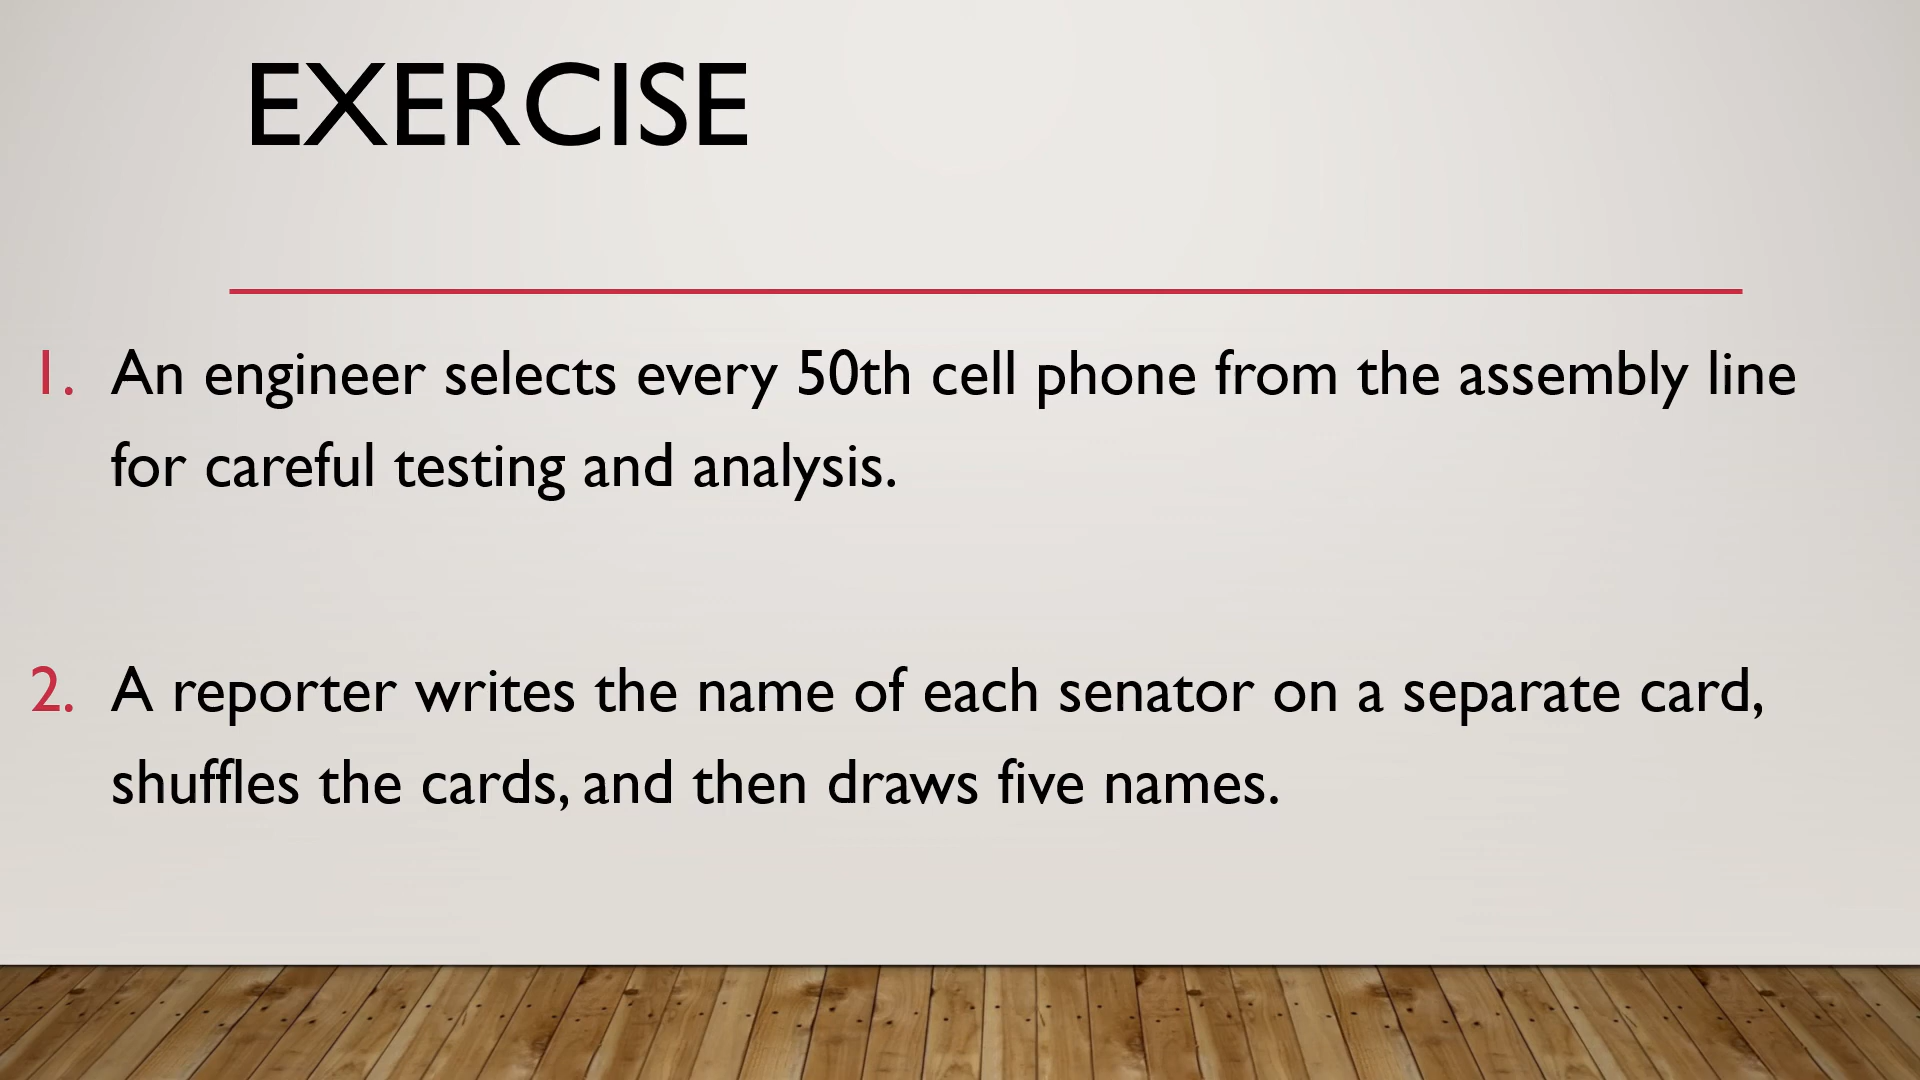 EXERCISE
1. An engineer selects every 50th cell phone from the assembly line
for careful testing and analysis.
2. A reporter writes the name of each senator on a separate card,
shuffles the cards, and then draws five names.